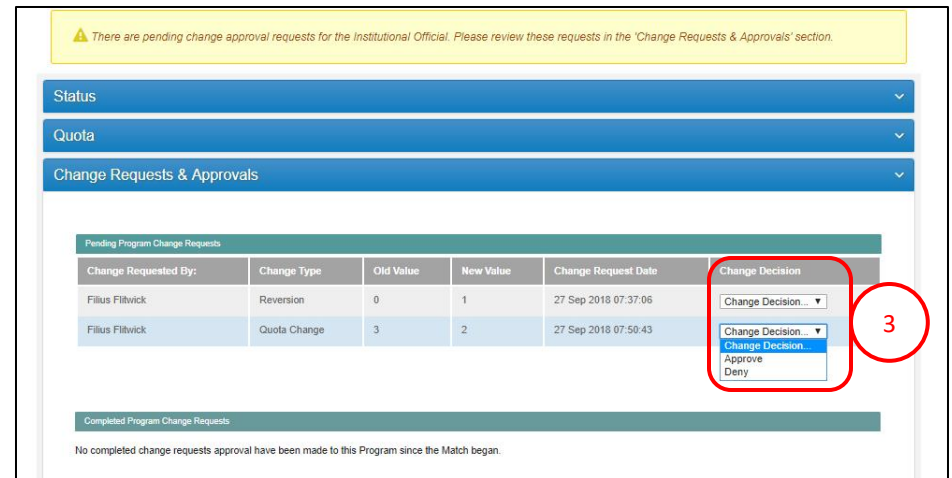 There are pending change approval requests for the Institutional Official. Please review these requests in the 'Change Requests & Approvals' section.
Status
Quota
Change Requests & Approvals
Pending Program Change Requests
Change Requested By: Change Type Old Value New Value Change Request Date Change Decision
Filius Flitwick Reversion 0 1 27 Sep 2018 07:37:06 Change Decision...
Filius Flitwick Quota Change 3 2 27 Sep 2018 07:50:43 Change Decision...
Change Decision...
Approve
Deny
3
Completed Program Change Requests
No completed change requests approval have been made to this Program since the Match began.